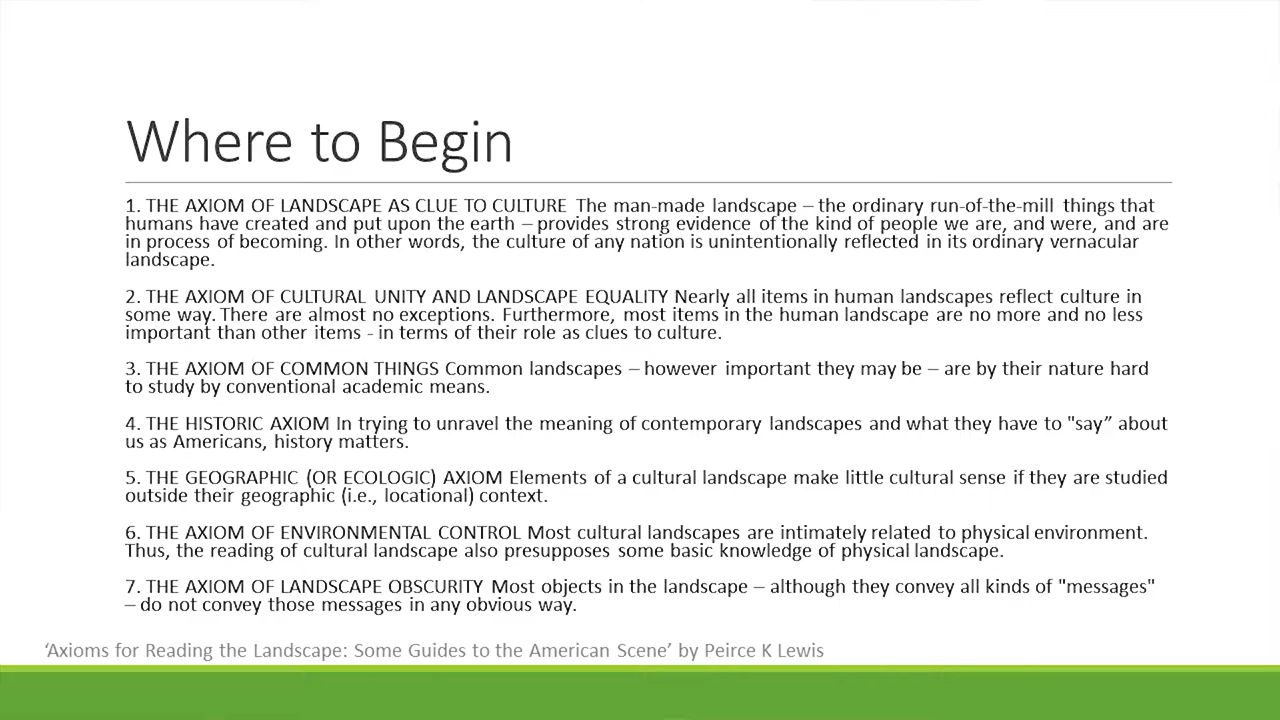 Where to Begin
1. THE AXIOM OF LANDSCAPE AS CLUE TO CULTURE The man-made landscape – the ordinary run-of-the-mill things that
humans have created and put upon the earth – provides strong evidence of the kind of people we are, and were, and are
in process of becoming. In other words, the culture of any nation is unintentionally reflected in its ordinary vernacular
landscape.
2. THE AXIOM OF CULTURAL UNITY AND LANDSCAPE EQUALITY Nearly all items in human landscapes reflect culture in
some way. There are almost no exceptions. Furthermore, most items in the human landscape are no more and no less
important than other items - in terms of their role as clues to culture.
3. THE AXIOM OF COMMON THINGS Common landscapes – however important they may be – are by their nature hard
to study by conventional academic means.
4. THE HISTORIC AXIOM In trying to unravel the meaning of contemporary landscapes and what they have to "say” about
us as Americans, history matters.
5. THE GEOGRAPHIC (OR ECOLOGIC) AXIOM Elements of a cultural landscape make little cultural sense if they are studied
outside their geographic (i.e., locational) context.
6. THE AXIOM OF ENVIRONMENTAL CONTROL Most cultural landscapes are intimately related to physical environment.
Thus, the reading of cultural landscape also presupposes some basic knowledge of physical landscape.
7. THE AXIOM OF LANDSCAPE OBSCURITY Most objects in the landscape – although they convey all kinds of "messages"
– do not convey those messages in any obvious way.
‘Axioms for Reading the Landscape: Some Guides to the American Scene’ by Peirce K Lewis